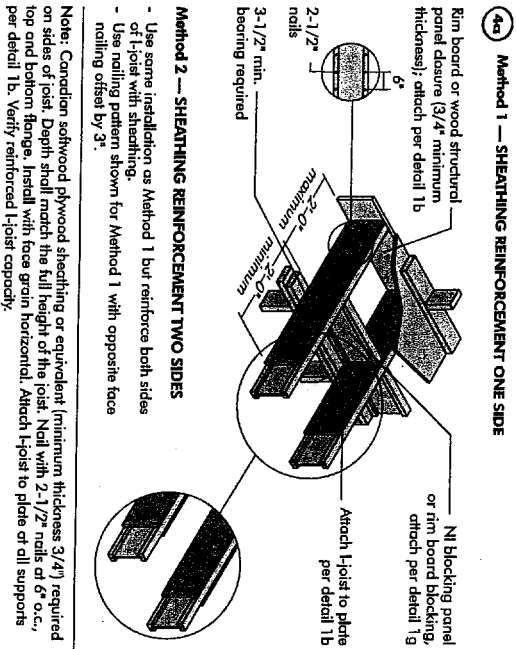 4a Method 1 — SHEATHING REINFORCEMENT ONE SIDE
Rim board or wood structural
panel closure (3/4" minimum
thickness); attach per detail 1b
NI blocking panel
or rim board blocking,
attach per detail 1g
2-1/2"
nails
6"
2'-0"
maximum
2'-0"
minimum
3-1/2" min.
bearing required
Attach I-joist to plate
per detail 1b
Method 2 — SHEATHING REINFORCEMENT TWO SIDES
- Use same installation as Method 1 but reinforce both sides
of I-joist with sheathing.
- Use nailing pattern shown for Method 1 with opposite face
nailing offset by 3".
Note: Canadian softwood plywood sheathing or equivalent (minimum thickness 3/4") required
on sides of joist. Depth shall match the full height of the joist. Nail with 2-1/2" nails at 6" o.c.,
top and bottom flange. Install with face grain horizontal. Attach I-joist to plate at all supports
per detail 1b. Verify reinforced I-joist capacity.